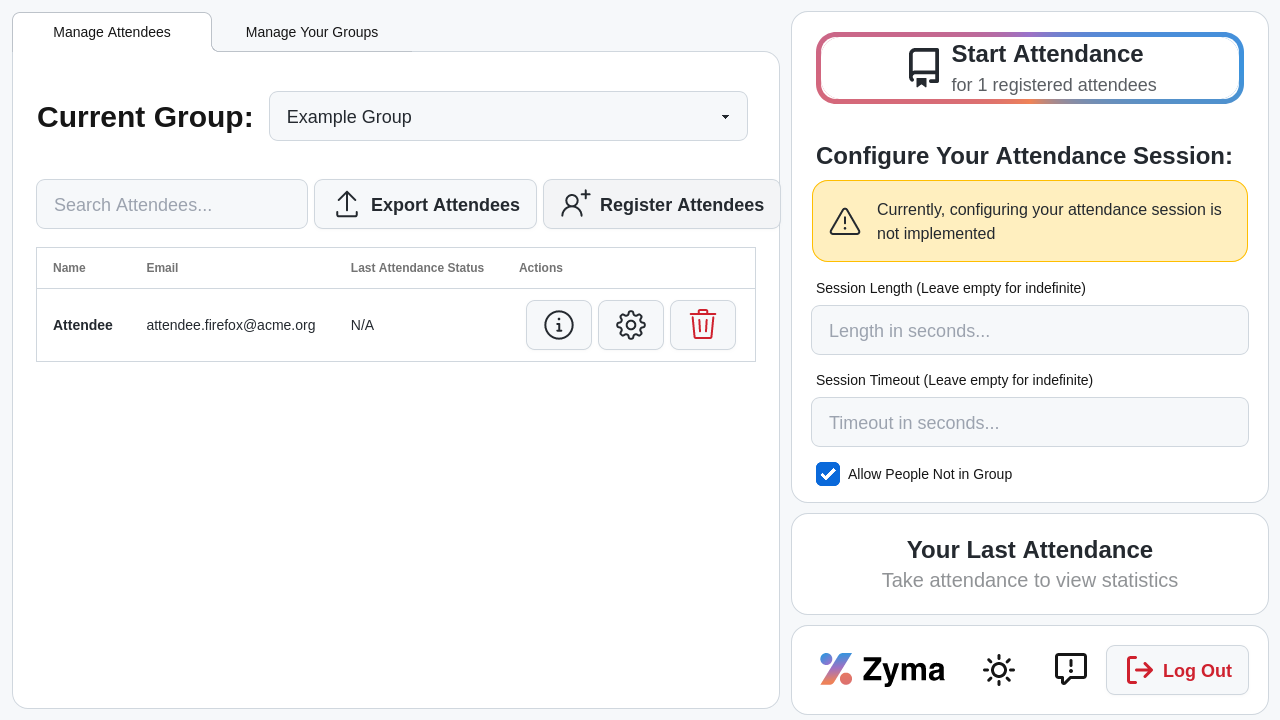 Manage Attendees
Manage Your Groups
Current Group:
Example Group
Search Attendees...
Export Attendees
Register Attendees
Name Email Last Attendance Status Actions
Attendee attendee.firefox@acme.org N/A
Start Attendance
for 1 registered attendees
Configure Your Attendance Session:
Currently, configuring your attendance session is
not implemented
Session Length (Leave empty for indefinite)
Length in seconds...
Session Timeout (Leave empty for indefinite)
Timeout in seconds...
Allow People Not in Group
Your Last Attendance
Take attendance to view statistics
Zyma
Log Out